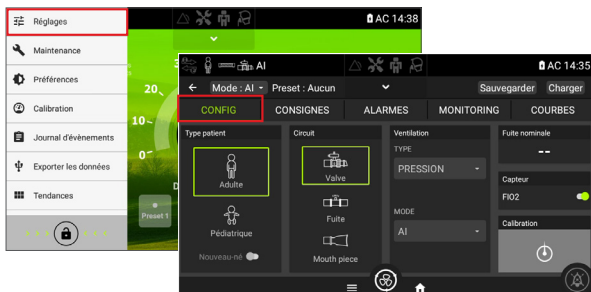 Réglages
Maintenance
Préférences
Calibration
Journal d'évènements
Exporter les données
Tendances
AC 14:38
20
10
0
Preset 1
AI
AC 14:35
Mode : AI Preset : Aucun Sauvegarder Charger
CONFIG CONSIGNES ALARMES MONITORING COURBES
Type patient
Adulte
Pédiatrique
Nouveau-né
Circuit
Valve
Fuite
Mouth piece
Ventilation
TYPE
PRESSION
MODE
AI
Fuite nominale
--
Capteur
FIO2
Calibration